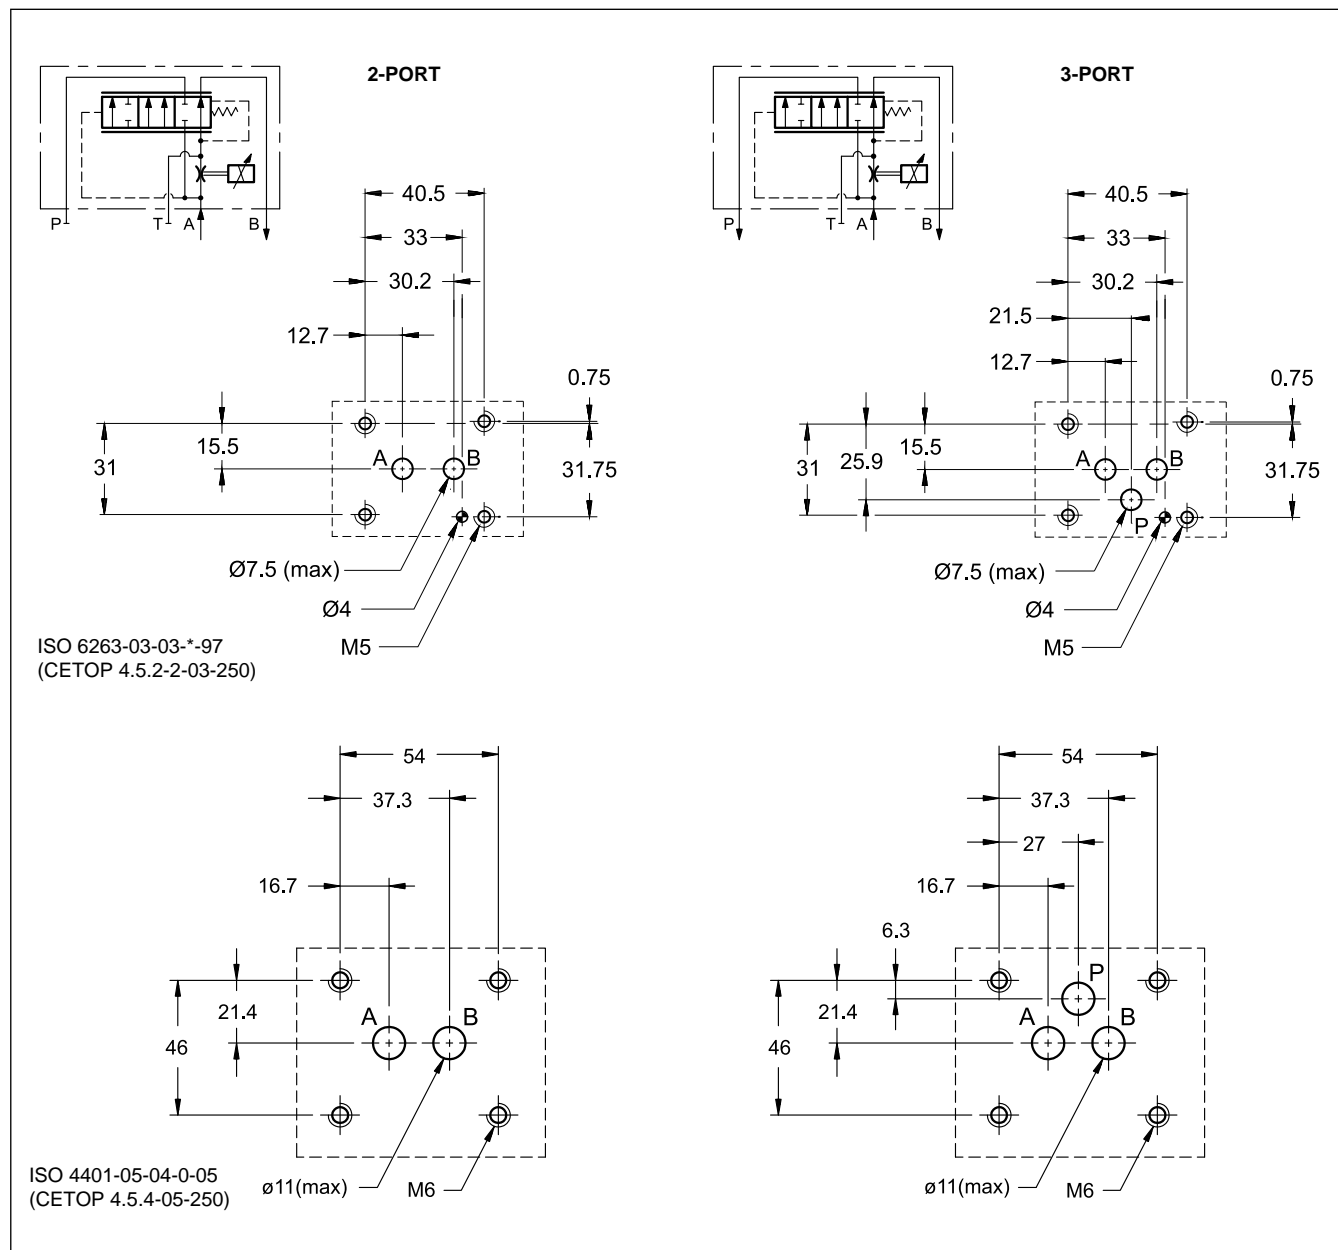 2-PORT
3-PORT
P T A B
P T A B
40.5
33
30.2
12.7
0.75
15.5
31
A B
31.75
Ø7.5 (max)
Ø4
M5
40.5
33
30.2
21.5
12.7
0.75
15.5
25.9
31
A B
P
31.75
Ø7.5 (max)
Ø4
M5
ISO 6263-03-03-*-97
(CETOP 4.5.2-2-03-250)
54
37.3
16.7
21.4
46
A B
ø11(max)
M6
54
37.3
27
16.7
6.3
P
21.4
46
A B
ø11(max)
M6
ISO 4401-05-04-0-05
(CETOP 4.5.4-05-250)